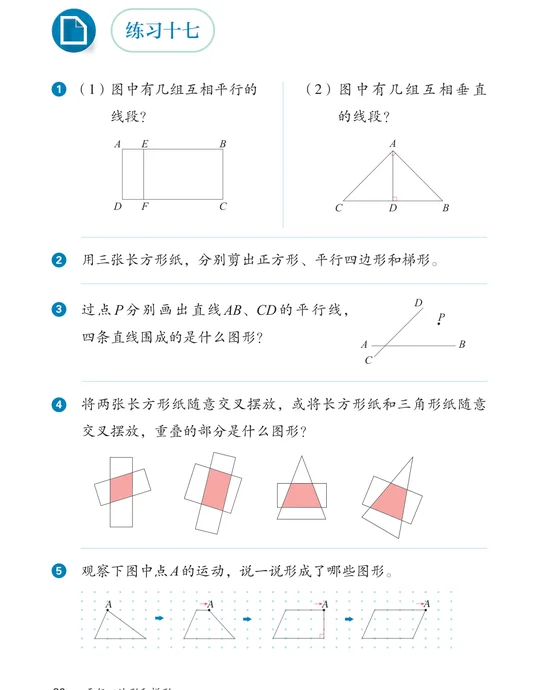 练习十七
1 （1）图中有几组互相平行的
线段？
A E B
D F C
（2）图中有几组互相垂直
的线段？
A
C D B
2 用三张长方形纸，分别剪出正方形、平行四边形和梯形。
3 过点P分别画出直线AB、CD的平行线，
四条直线围成的是什么图形？
D
P
A B
C
4 将两张长方形纸随意交叉摆放，或将长方形纸和三角形纸随意
交叉摆放，重叠的部分是什么图形？
5 观察下图中点A的运动，说一说形成了哪些图形。
A A A A